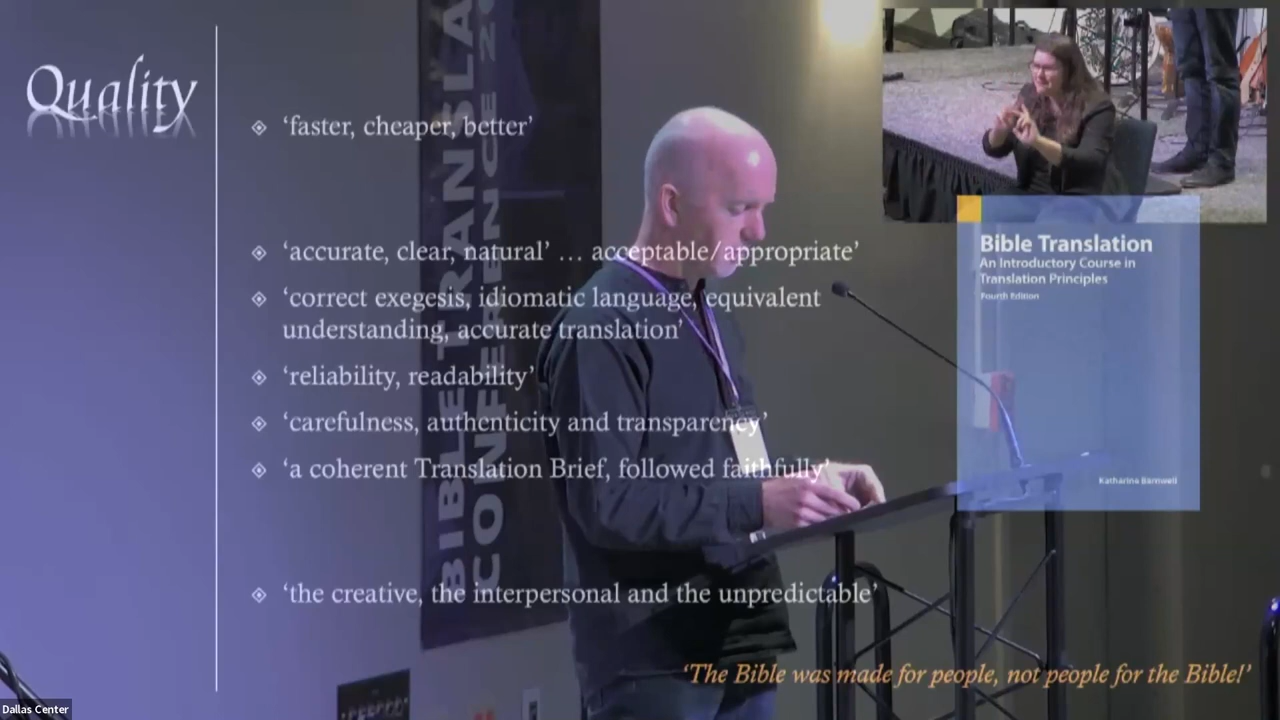 Quality
‘faster, cheaper, better’
‘accurate, clear, natural’ … acceptable/appropriate’
‘correct exegesis, idiomatic language, equivalent
understanding, accurate translation’
‘reliability, readability’
‘carefulness, authenticity and transparency’
‘a coherent Translation Brief, followed faithfully’
‘the creative, the interpersonal and the unpredictable’
‘The Bible was made for people, not people for the Bible!’
Bible Translation
An Introductory Course in
Translation Principles
Fourth Edition
Katharine Barnwell
BIBLE TRANSLA
CONFERENCE
Dallas Center